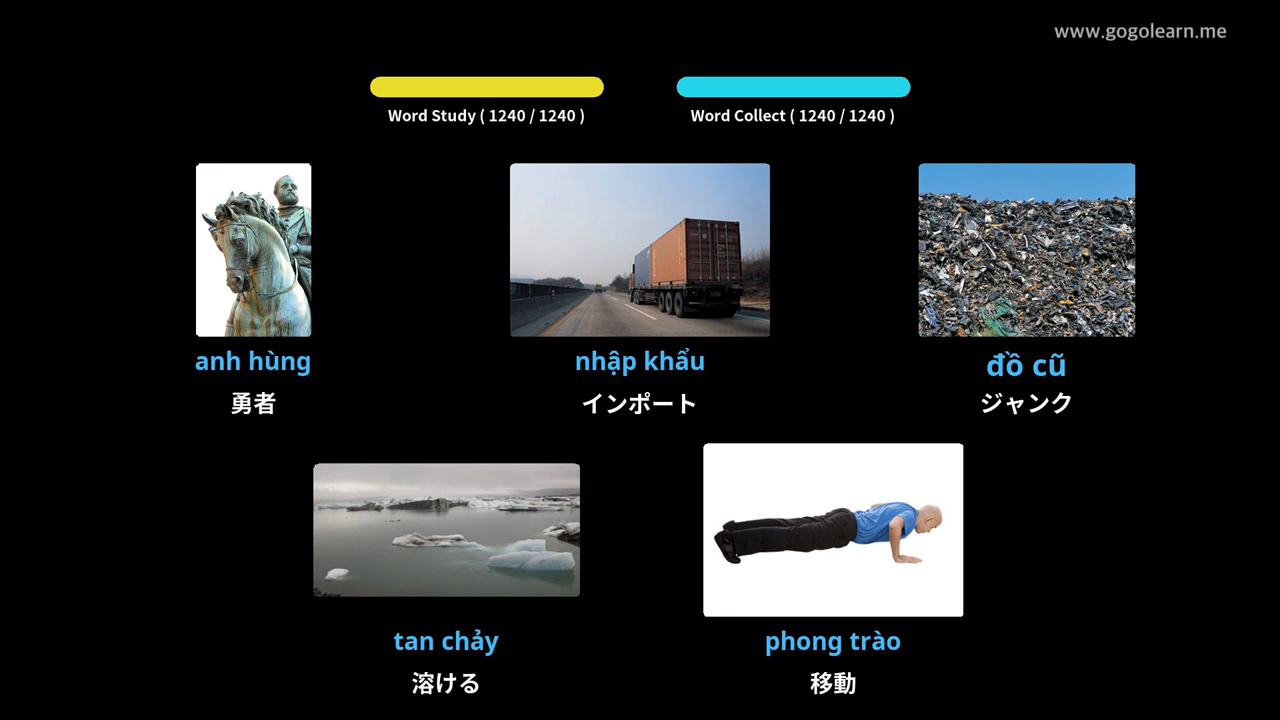 www.gogolearn.me
Word Study ( 1240 / 1240 )
Word Collect ( 1240 / 1240 )
anh hùng
勇者
nhập khẩu
インポート
đồ cũ
ジャンク
tan chảy
溶ける
phong trào
移動